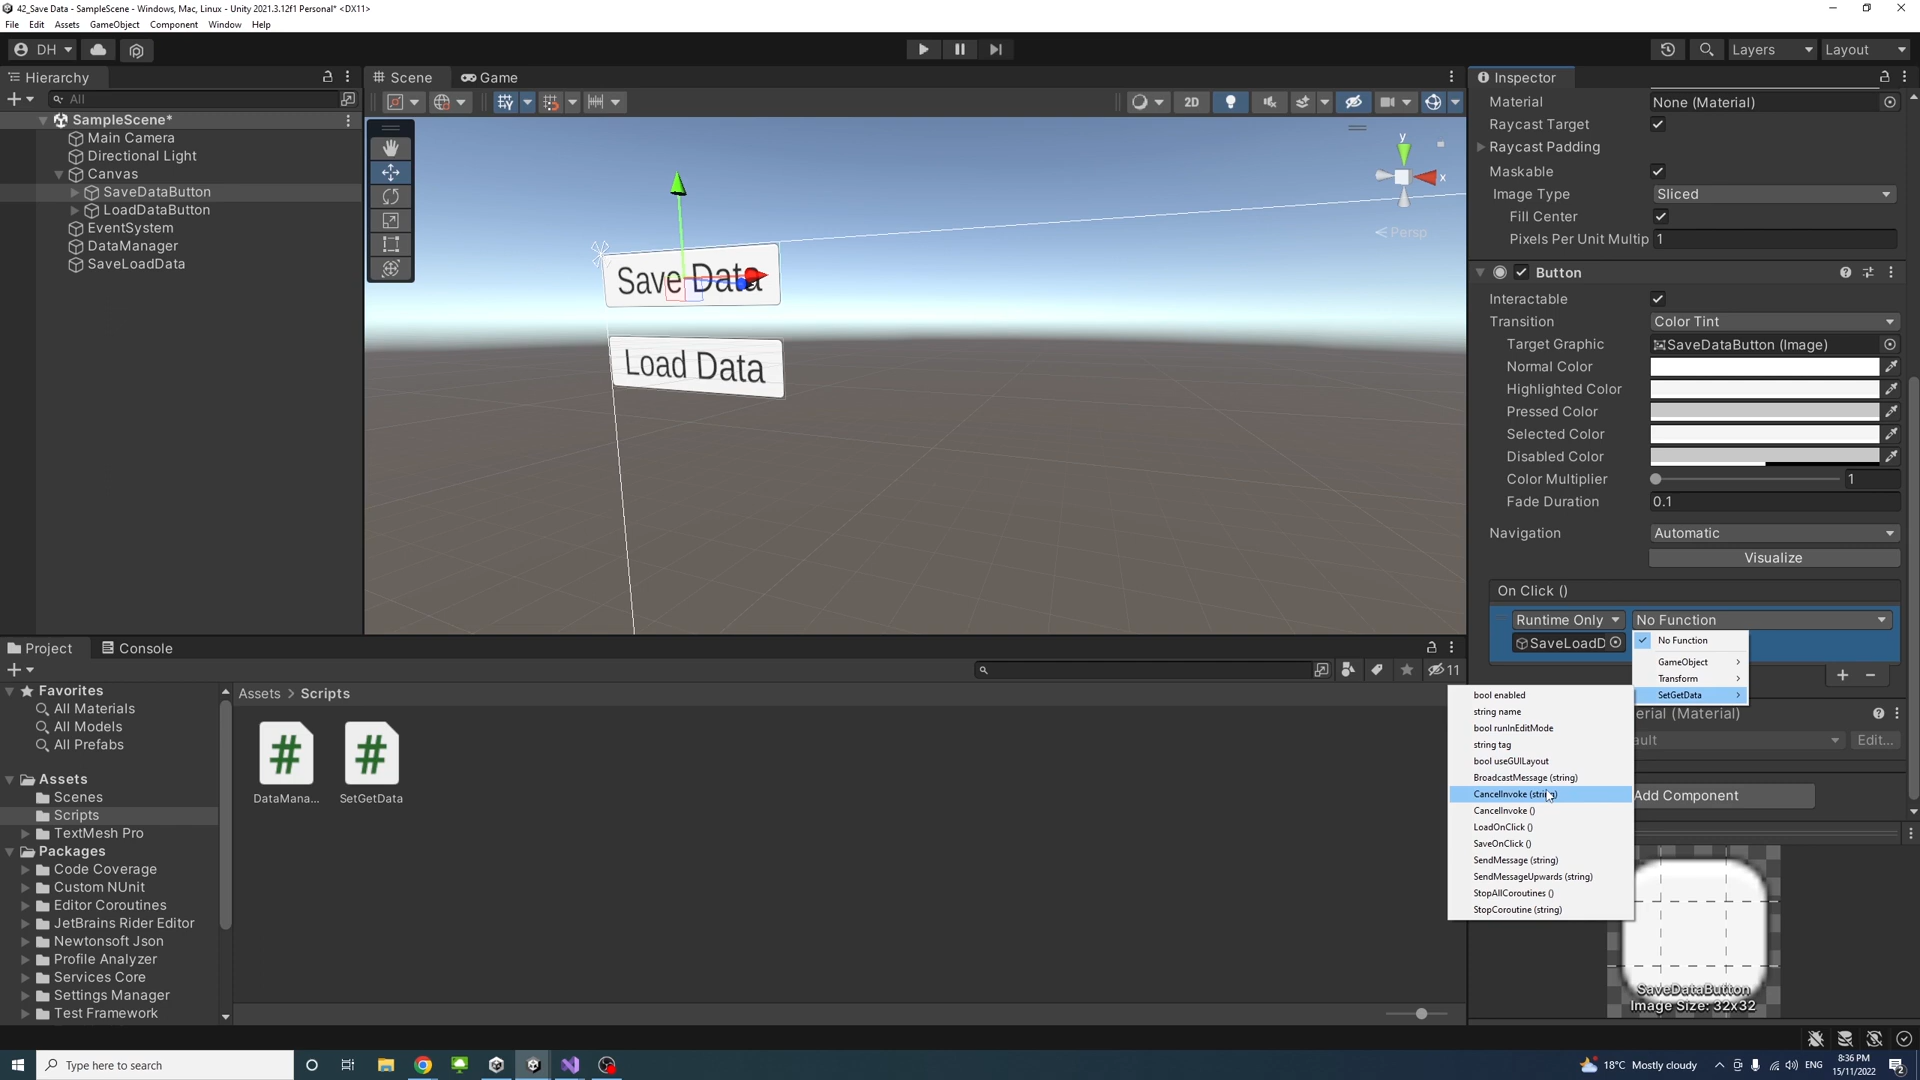 42_Save Data - SampleScene - Windows, Mac, Linux - Unity 2021.3.12f1 Personal* <DX11>
File Edit Assets GameObject Component Window Help
DH
Layers Layout
Hierarchy
All
SampleScene*
Main Camera
Directional Light
Canvas
SaveDataButton
LoadDataButton
EventSystem
DataManager
SaveLoadData
Scene Game
2D
y
x
Persp
Save Data
Load Data
Inspector
Material None (Material)
Raycast Target
Raycast Padding
Maskable
Image Type Sliced
Fill Center
Pixels Per Unit Multip 1
Button
Interactable
Transition Color Tint
Target Graphic SaveDataButton (Image)
Normal Color
Highlighted Color
Pressed Color
Selected Color
Disabled Color
Color Multiplier 1
Fade Duration 0.1
Navigation Automatic
Visualize
On Click ()
Runtime Only No Function
SaveLoadD
No Function
GameObject
Transform
SetGetData
bool enabled
string name
bool runInEditMode
string tag
bool useGUILayout
BroadcastMessage (string)
CancelInvoke (string)
CancelInvoke ()
LoadOnClick ()
SaveOnClick ()
SendMessage (string)
SendMessageUpwards (string)
StopAllCoroutines ()
StopCoroutine (string)
erial (Material)
ault Edit...
Add Component
SaveDataButton
Image Size: 32x32
Project Console
11
Favorites
All Materials
All Models
All Prefabs
Assets
Scenes
Scripts
TextMesh Pro
Packages
Code Coverage
Custom NUnit
Editor Coroutines
JetBrains Rider Editor
Newtonsoft Json
Profile Analyzer
Services Core
Settings Manager
Test Framework
Assets > Scripts
DataMana... SetGetData
Type here to search
18°C Mostly cloudy
ENG
8:36 PM
15/11/2022
2